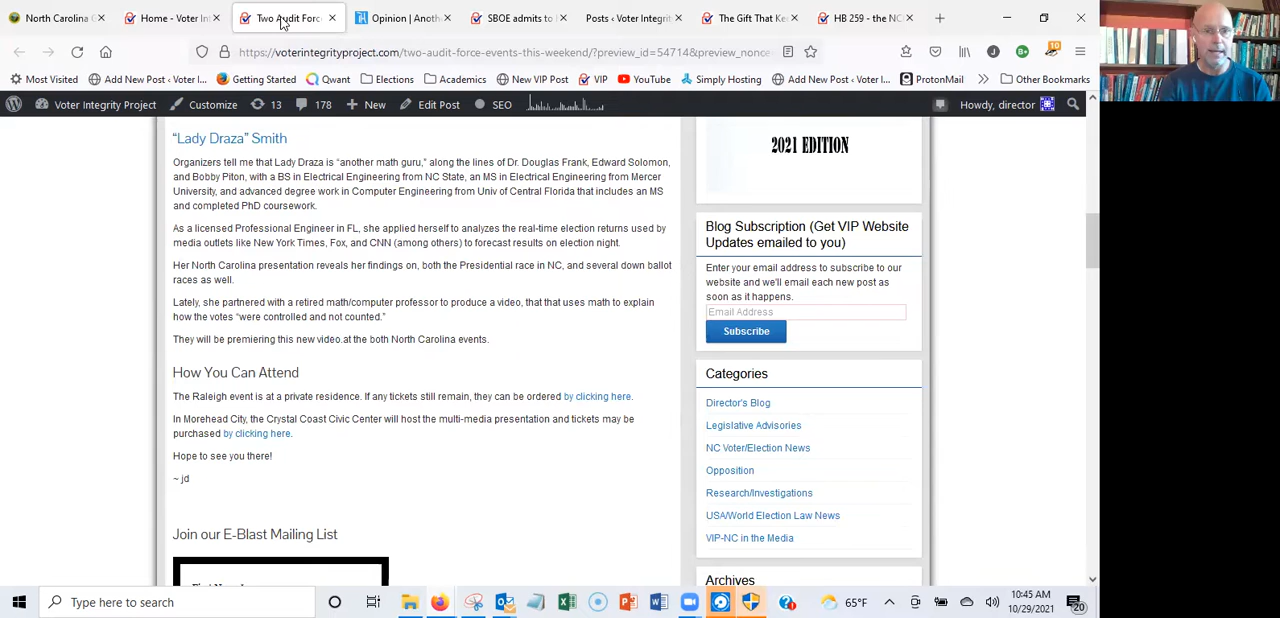 North Carolina G
Home - Voter In
Two Audit Forc
Opinion | Anoth
SBOE admits to
Posts ‹ Voter Integrit
The Gift That Ke
HB 259 - the NC
https://voterintegrityproject.com/two-audit-force-events-this-weekend/?preview_id=54714&preview_nonce
10
Most Visited
Add New Post ‹ Voter I...
Getting Started
Qwant
Elections
Academics
New VIP Post
VIP
YouTube
Simply Hosting
Add New Post ‹ Voter I...
ProtonMail
Other Bookmarks
Voter Integrity Project
Customize
13
178
New
Edit Post
SEO
Howdy, director
“Lady Draza” Smith
Organizers tell me that Lady Draza is “another math guru,” along the lines of Dr. Douglas Frank, Edward Solomon,
and Bobby Piton, with a BS in Electrical Engineering from NC State, an MS in Electrical Engineering from Mercer
University, and advanced degree work in Computer Engineering from Univ of Central Florida that includes an MS
and completed PhD coursework.
As a licensed Professional Engineer in FL, she applied herself to analyzes the real-time election returns used by
media outlets like New York Times, Fox, and CNN (among others) to forecast results on election night.
Her North Carolina presentation reveals her findings on, both the Presidential race in NC, and several down ballot
races as well.
Lately, she partnered with a retired math/computer professor to produce a video, that that uses math to explain
how the votes “were controlled and not counted.”
They will be premiering this new video at the both North Carolina events.
How You Can Attend
The Raleigh event is at a private residence. If any tickets still remain, they can be ordered by clicking here.
In Morehead City, the Crystal Coast Civic Center will host the multi-media presentation and tickets may be
purchased by clicking here.
Hope to see you there!
~ jd
Join our E-Blast Mailing List
2021 EDITION
Blog Subscription (Get VIP Website
Updates emailed to you)
Enter your email address to subscribe to our
website and we'll email each new post as
soon as it happens.
Email Address
Subscribe
Categories
Director's Blog
Legislative Advisories
NC Voter/Election News
Opposition
Research/Investigations
USA/World Election Law News
VIP-NC in the Media
Archives
Type here to search
65°F
10:45 AM
10/29/2021
20